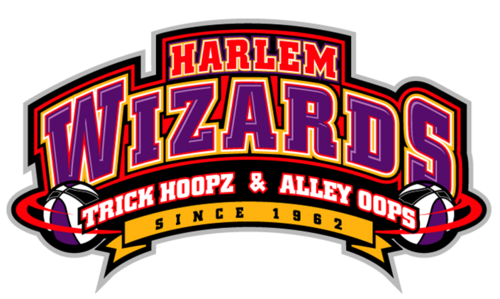 HARLEM
WIZARDS
TRICK HOOPZ & ALLEY OOPS
SINCE 1962